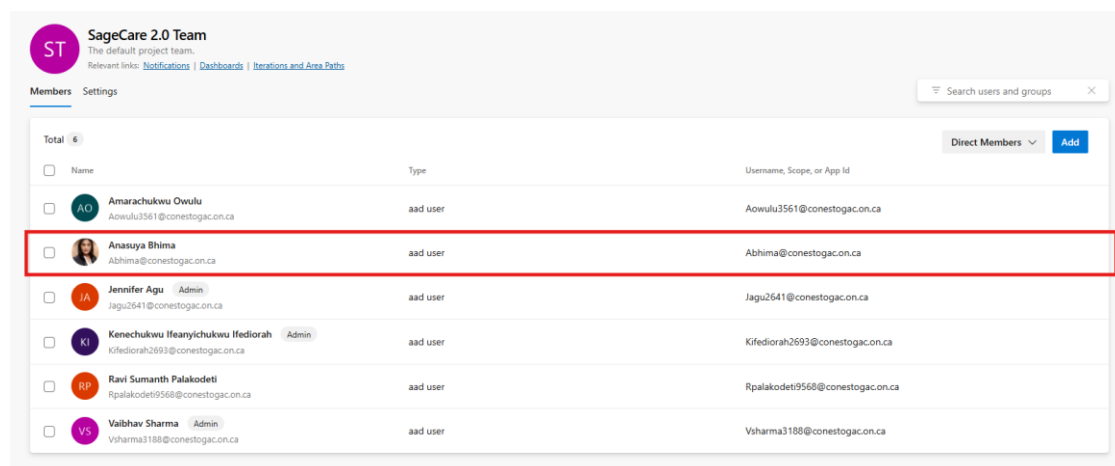 ST
SageCare 2.0 Team
The default project team.
Relevant links: Notifications | Dashboards | Iterations and Area Paths
Members Settings
Search users and groups
Total 6
Direct Members Add
Name Type Username, Scope, or App Id
AO Amarachukwu Owulu aad user Aowulu3561@conestogac.on.ca
Aowulu3561@conestogac.on.ca
Anasuya Bhima aad user Abhima@conestogac.on.ca
Abhima@conestogac.on.ca
JA Jennifer Agu Admin aad user Jagu2641@conestogac.on.ca
Jagu2641@conestogac.on.ca
KI Kenechukwu Ifeanyichukwu Ifediorah Admin aad user Kifediorah2693@conestogac.on.ca
Kifediorah2693@conestogac.on.ca
RP Ravi Sumanth Palakodeti aad user Rpalakodeti9568@conestogac.on.ca
Rpalakodeti9568@conestogac.on.ca
VS Vaibhav Sharma Admin aad user Vsharma3188@conestogac.on.ca
Vsharma3188@conestogac.on.ca